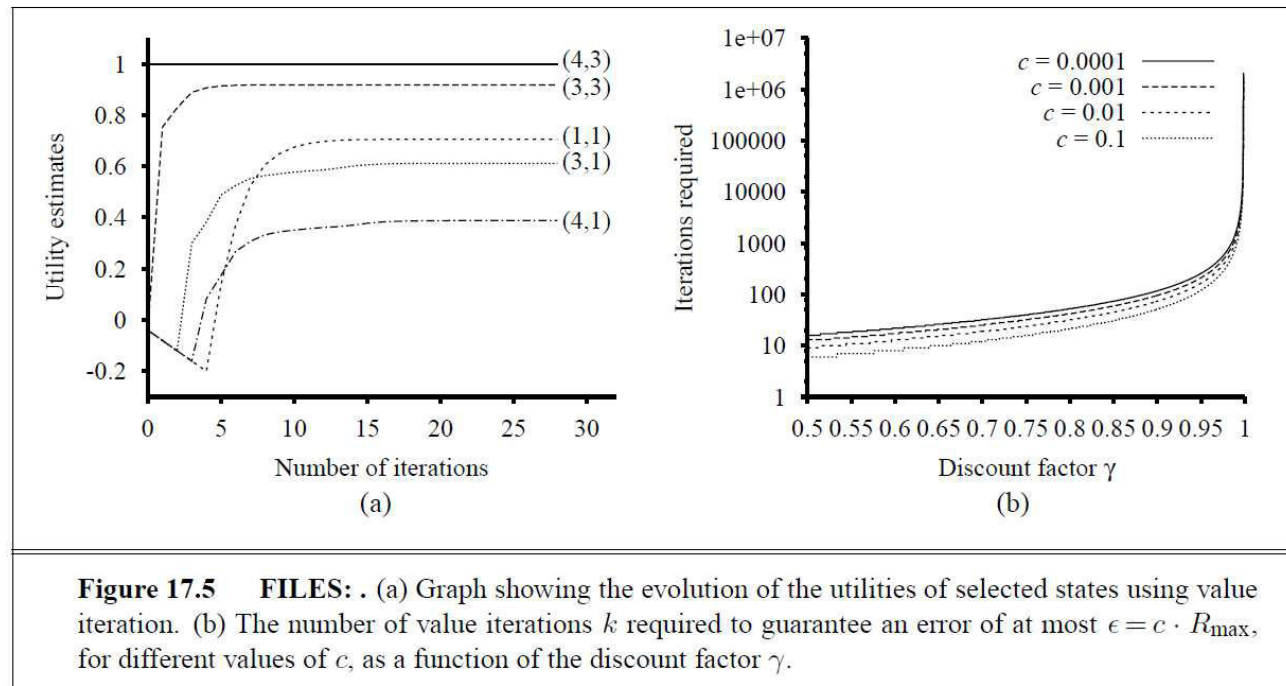 1
0.8
0.6
0.4
0.2
0
-0.2
Utility estimates
(4,3)
(3,3)
(1,1)
(3,1)
(4,1)
0 5 10 15 20 25 30
Number of iterations
(a)
1e+07
1e+06
100000
10000
1000
100
10
1
Iterations required
c = 0.0001
c = 0.001
c = 0.01
c = 0.1
0.5 0.55 0.6 0.65 0.7 0.75 0.8 0.85 0.9 0.95 1
Discount factor γ
(b)
Figure 17.5 FILES: . (a) Graph showing the evolution of the utilities of selected states using value
iteration. (b) The number of value iterations k required to guarantee an error of at most ϵ = c · Rmax,
for different values of c, as a function of the discount factor γ.